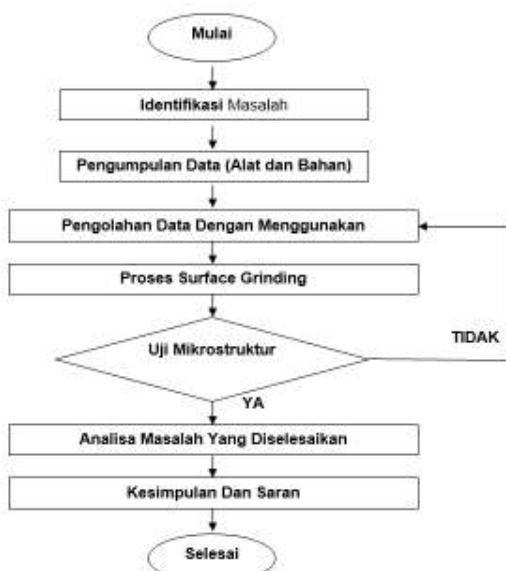 Mulai
Identifikasi Masalah
Pengumpulan Data (Alat dan Bahan)
Pengolahan Data Dengan Menggunakan
Proses Surface Grinding
Uji Mikrostruktur
TIDAK
YA
Analisa Masalah Yang Diselesaikan
Kesimpulan Dan Saran
Selesai